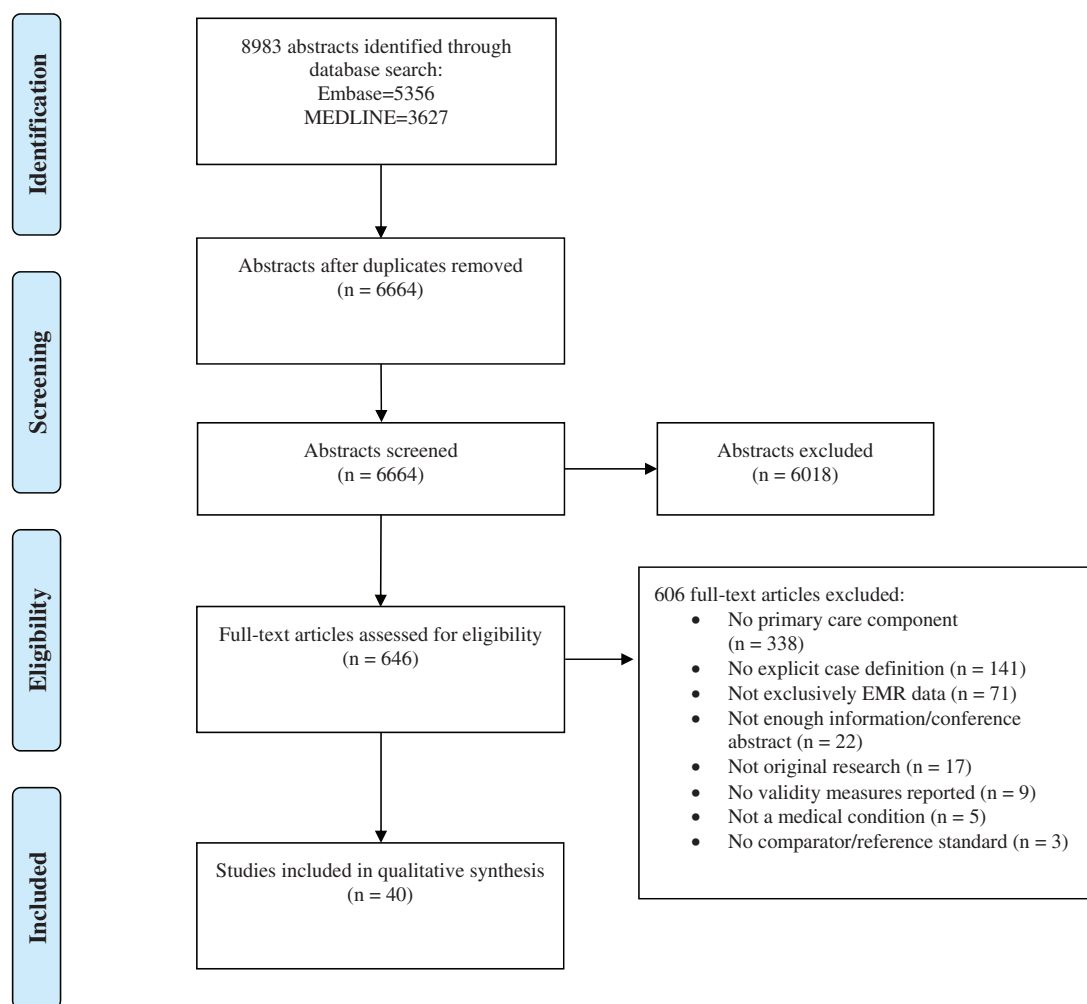 Identification
8983 abstracts identified through
database search:
Embase=5356
MEDLINE=3627
Screening
Abstracts after duplicates removed
(n = 6664)
Abstracts screened
(n = 6664)
Abstracts excluded
(n = 6018)
Eligibility
Full-text articles assessed for eligibility
(n = 646)
606 full-text articles excluded:
• No primary care component
(n = 338)
• No explicit case definition (n = 141)
• Not exclusively EMR data (n = 71)
• Not enough information/conference
abstract (n = 22)
• Not original research (n = 17)
• No validity measures reported (n = 9)
• Not a medical condition (n = 5)
• No comparator/reference standard (n = 3)
Included
Studies included in qualitative synthesis
(n = 40)